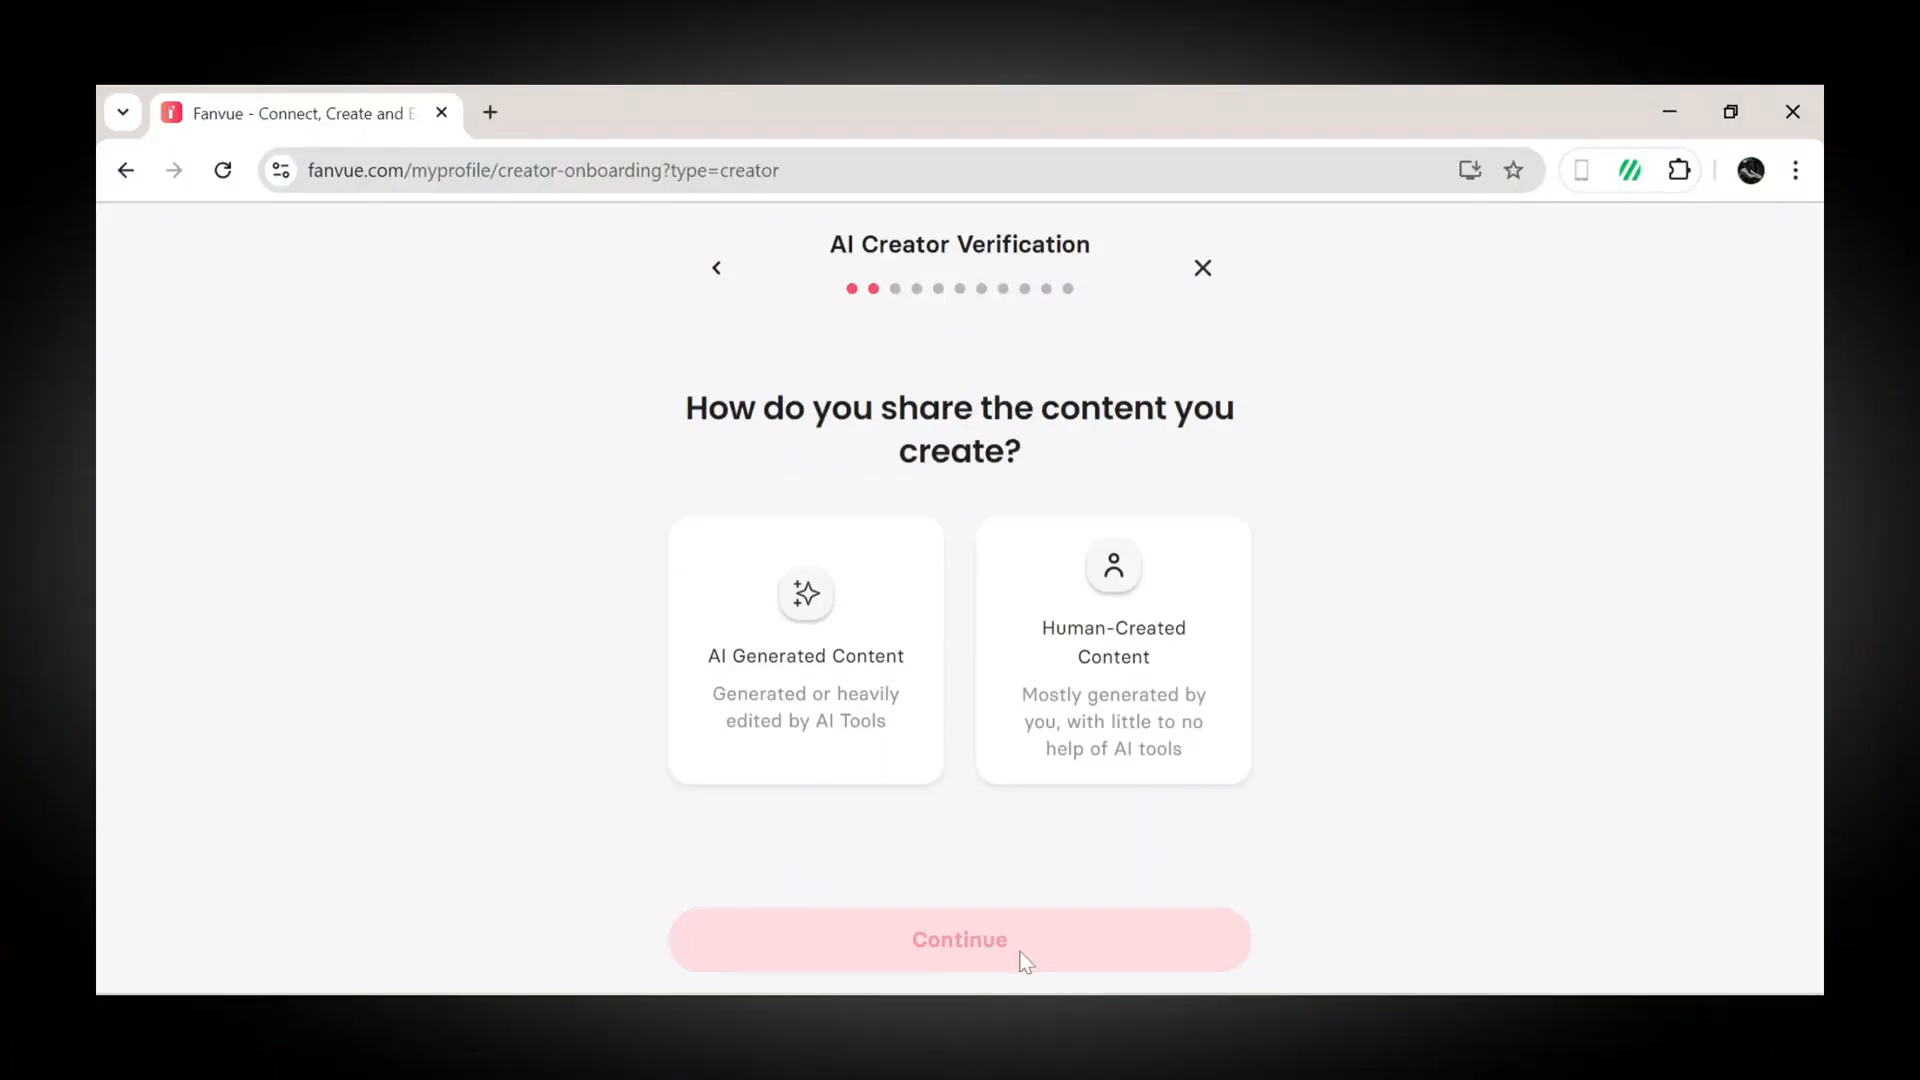 Fanvue - Connect, Create and E
fanvue.com/myprofile/creator-onboarding?type=creator
AI Creator Verification
How do you share the content you
create?
AI Generated Content
Generated or heavily
edited by AI Tools
Human-Created
Content
Mostly generated by
you, with little to no
help of AI tools
Continue